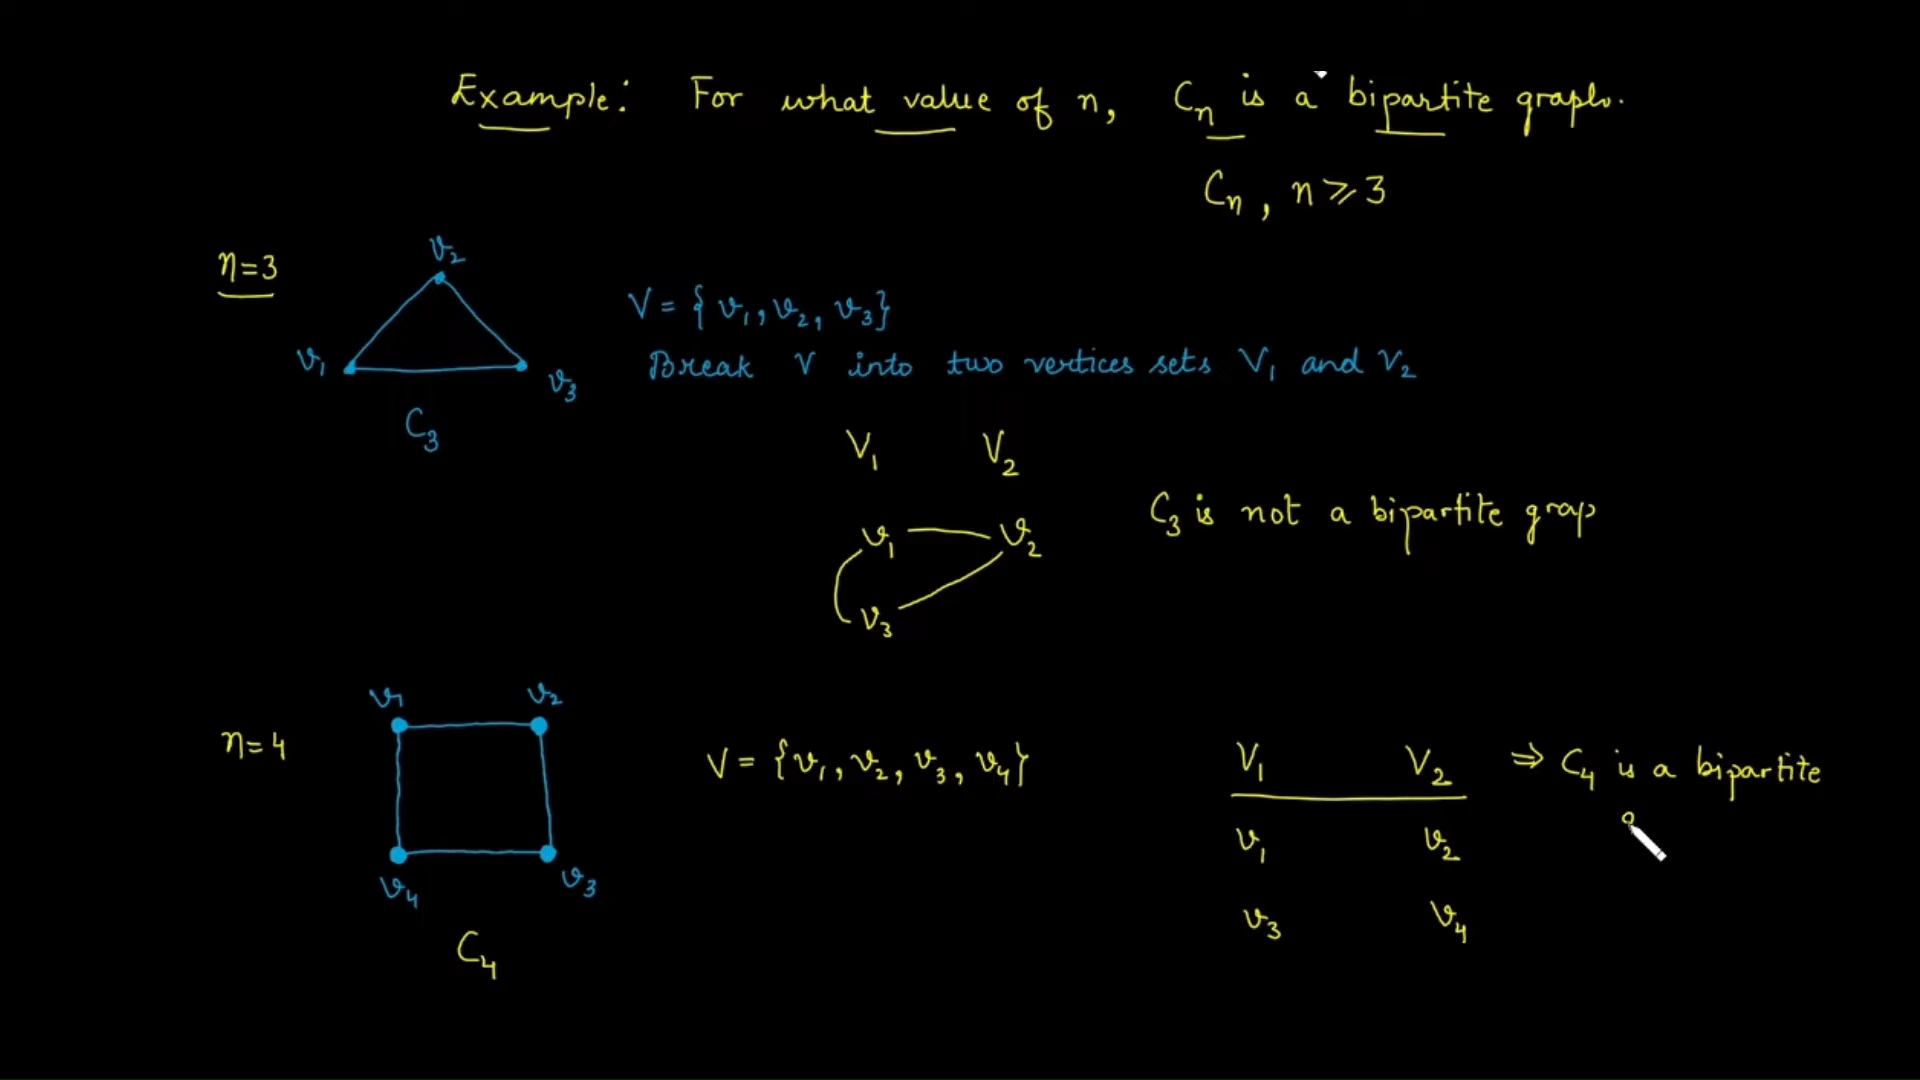 Example: For what value of n, Cₙ is a bipartite graph.
Cₙ, n ⩾ 3
n=3
v₂
v₁
v₃
C₃
V = { v₁, v₂, v₃}
Break V into two vertices sets V₁ and V₂
V₁ V₂
v₁ v₂
v₃
C₃ is not a bipartite grap
n=4
v₁ v₂
v₄ v₃
C₄
V = {v₁, v₂, v₃, v₄}
V₁ V₂ ⇒ C₄ is a bipartite
v₁ v₂
v₃ v₄